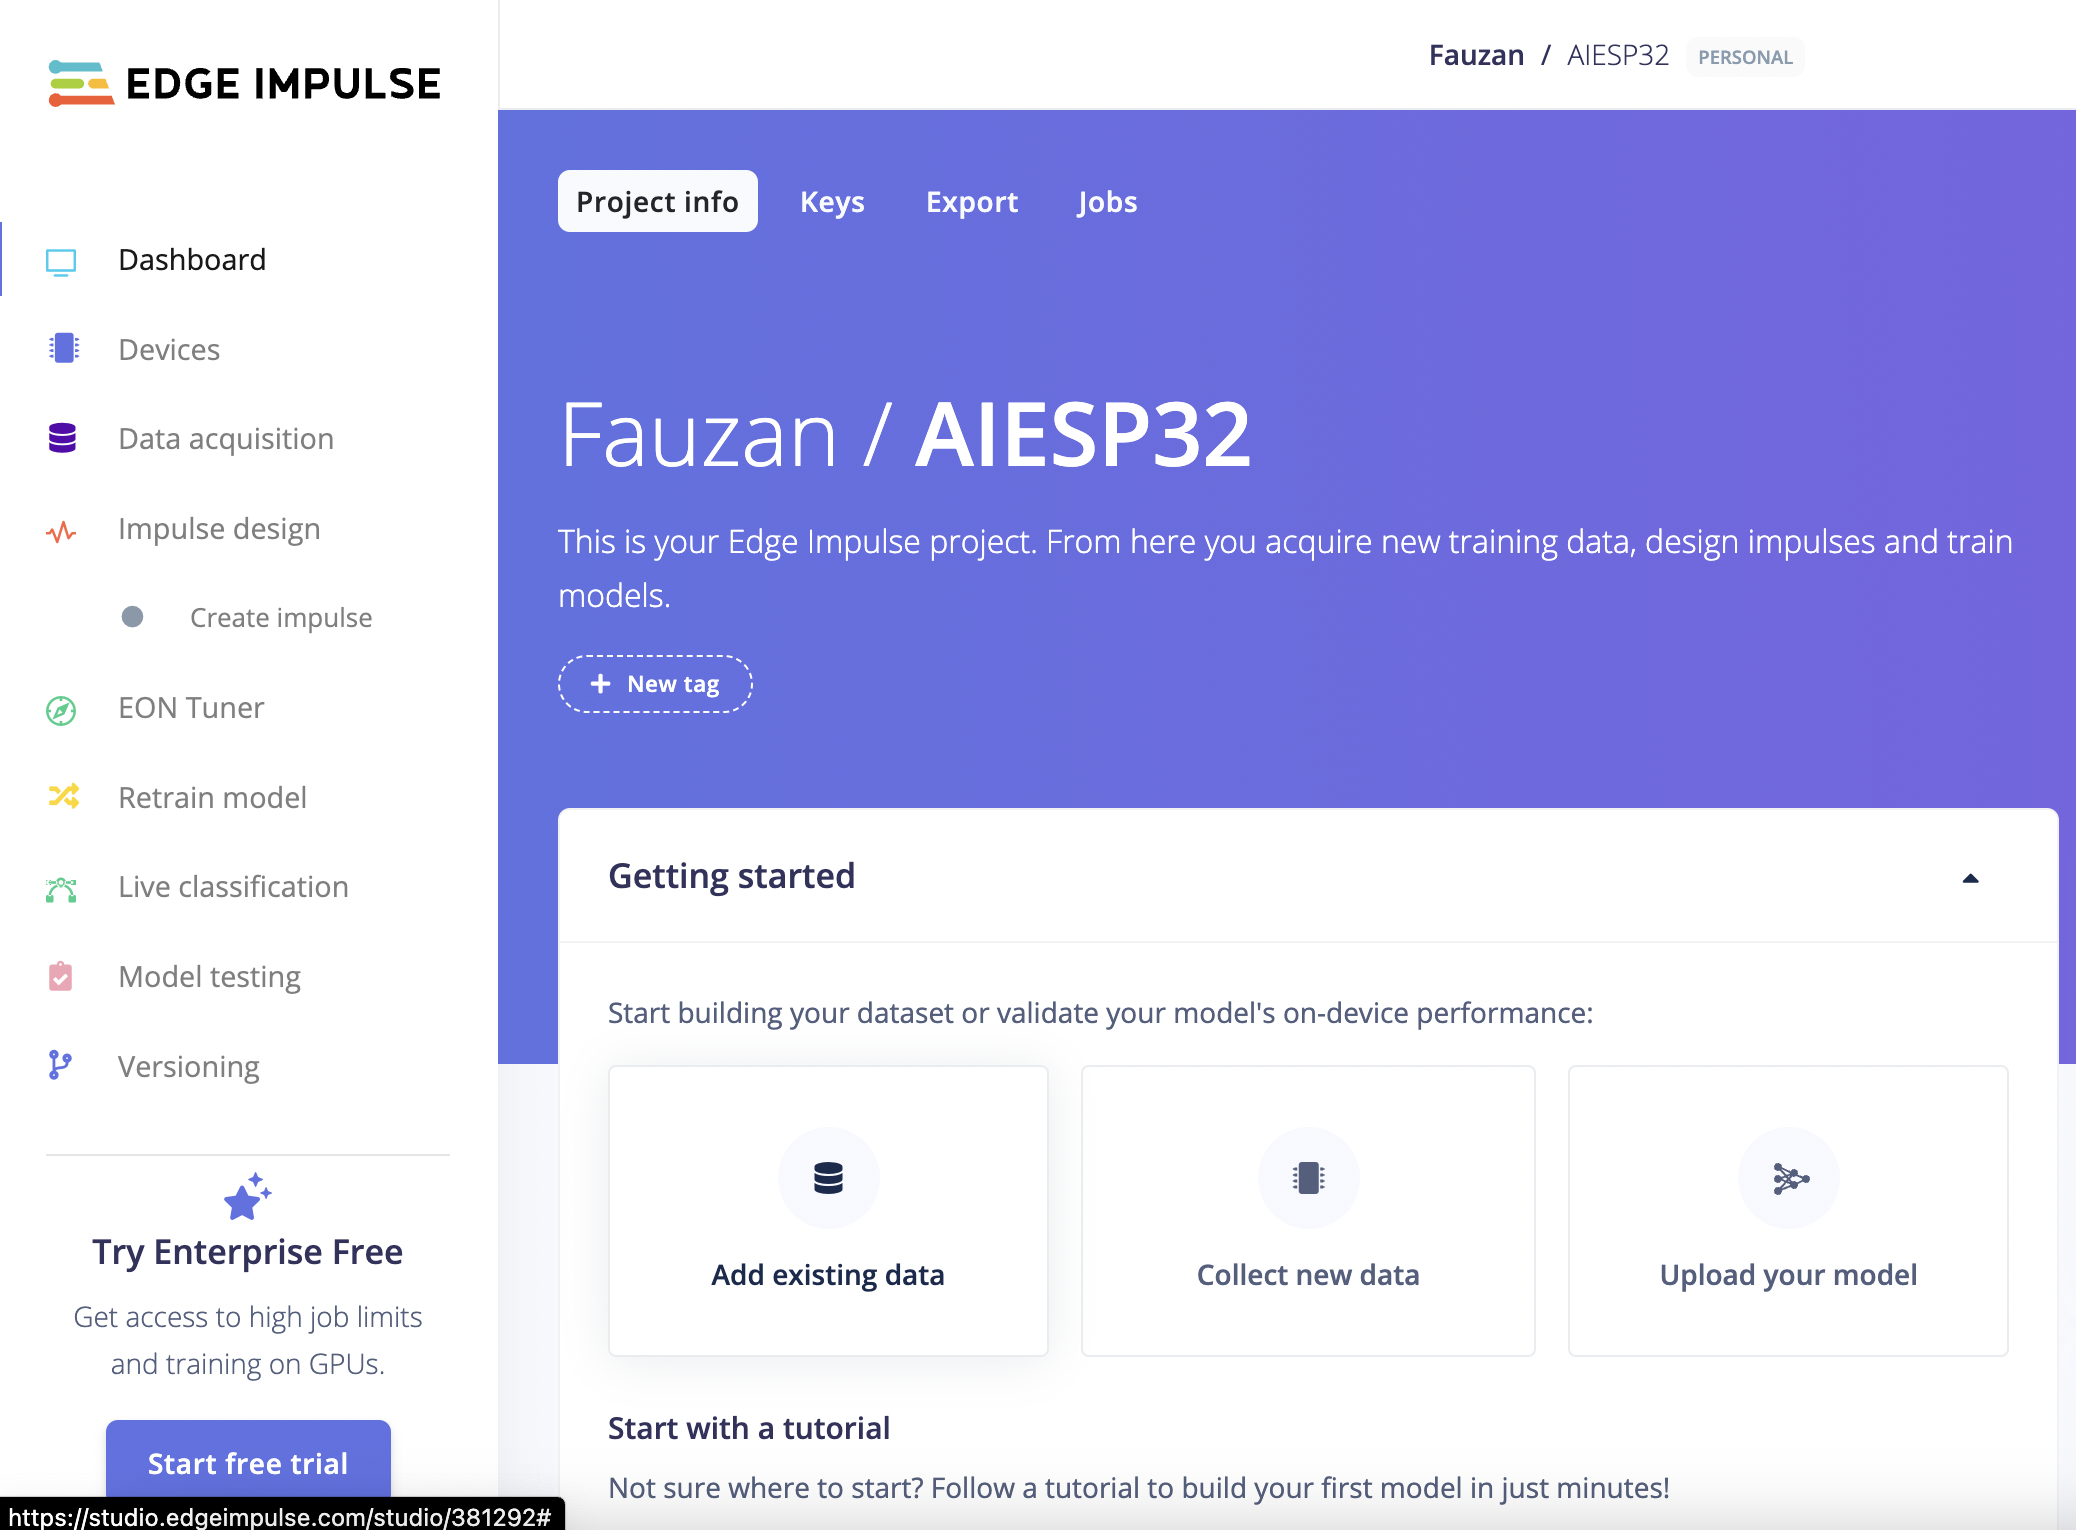 EDGE IMPULSE
Fauzan / AIESP32 PERSONAL
Dashboard
Devices
Data acquisition
Impulse design
Create impulse
EON Tuner
Retrain model
Live classification
Model testing
Versioning
Try Enterprise Free
Get access to high job limits
and training on GPUs.
Start free trial
https://studio.edgeimpulse.com/studio/381292#
Project info Keys Export Jobs
Fauzan / AIESP32
This is your Edge Impulse project. From here you acquire new training data, design impulses and train
models.
+ New tag
Getting started
Start building your dataset or validate your model's on-device performance:
Add existing data
Collect new data
Upload your model
Start with a tutorial
Not sure where to start? Follow a tutorial to build your first model in just minutes!